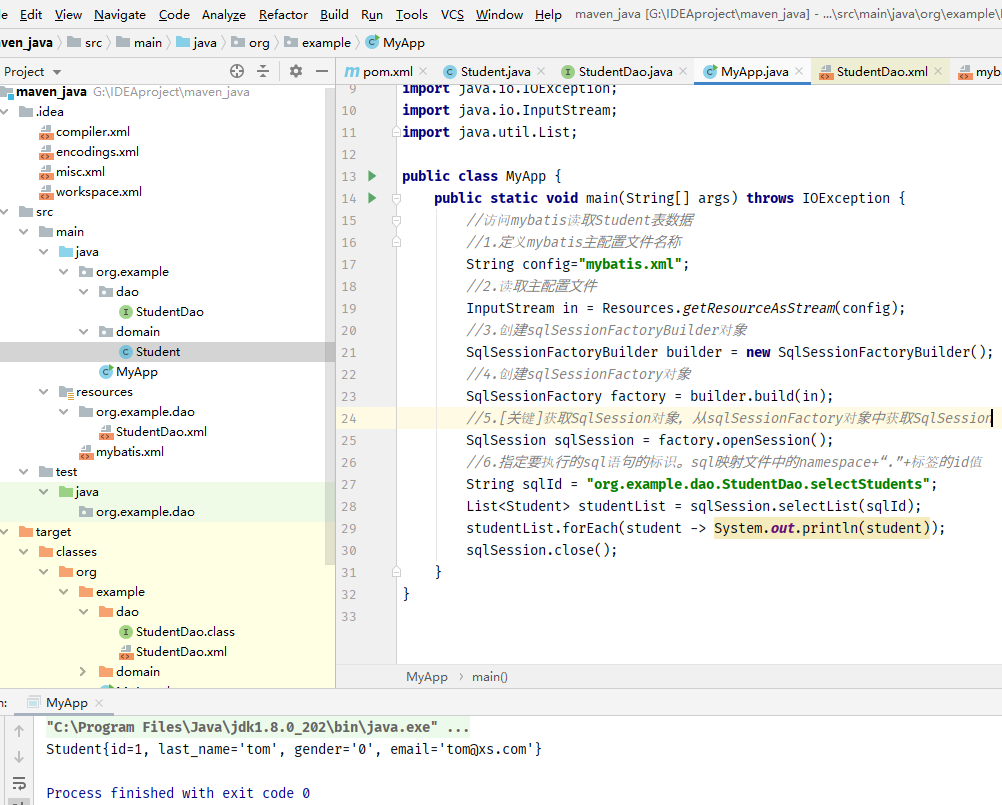 Edit View Navigate Code Analyze Refactor Build Run Tools VCS Window Help maven_java [G:\IDEAproject\maven_java] - ...\src\main\java\org\example\
src main java org example MyApp
Project
pom.xml Student.java StudentDao.java MyApp.java StudentDao.xml
maven_java G:\IDEAproject\maven_java
.idea
compiler.xml
encodings.xml
misc.xml
workspace.xml
src
main
java
org.example
dao
StudentDao
domain
Student
MyApp
resources
org.example.dao
StudentDao.xml
mybatis.xml
test
java
org.example.dao
target
classes
org
example
dao
StudentDao.class
StudentDao.xml
domain
9 import java.io.IOException;
10 import java.io.InputStream;
11 import java.util.List;
12
13 public class MyApp {
14 public static void main(String[] args) throws IOException {
15 //访问mybatis读取Student表数据
16 //1.定义mybatis主配置文件名称
17 String config="mybatis.xml";
18 //2.读取主配置文件
19 InputStream in = Resources.getResourceAsStream(config);
20 //3.创建sqlSessionFactoryBuilder对象
21 SqlSessionFactoryBuilder builder = new SqlSessionFactoryBuilder();
22 //4.创建sqlSessionFactory对象
23 SqlSessionFactory factory = builder.build(in);
24 //5.[关键]获取SqlSession对象，从sqlSessionFactory对象中获取SqlSession
25 SqlSession sqlSession = factory.openSession();
26 //6.指定要执行的sql语句的标识。sql映射文件中的namespace+“.”+标签的id值
27 String sqlId = "org.example.dao.StudentDao.selectStudents";
28 List<Student> studentList = sqlSession.selectList(sqlId);
29 studentList.forEach(student -> System.out.println(student));
30 sqlSession.close();
31 }
32 }
33
MyApp main()
MyApp
"C:\Program Files\Java\jdk1.8.0_202\bin\java.exe" ...
Student{id=1, last_name='tom', gender='0', email='tom@xs.com'}
Process finished with exit code 0